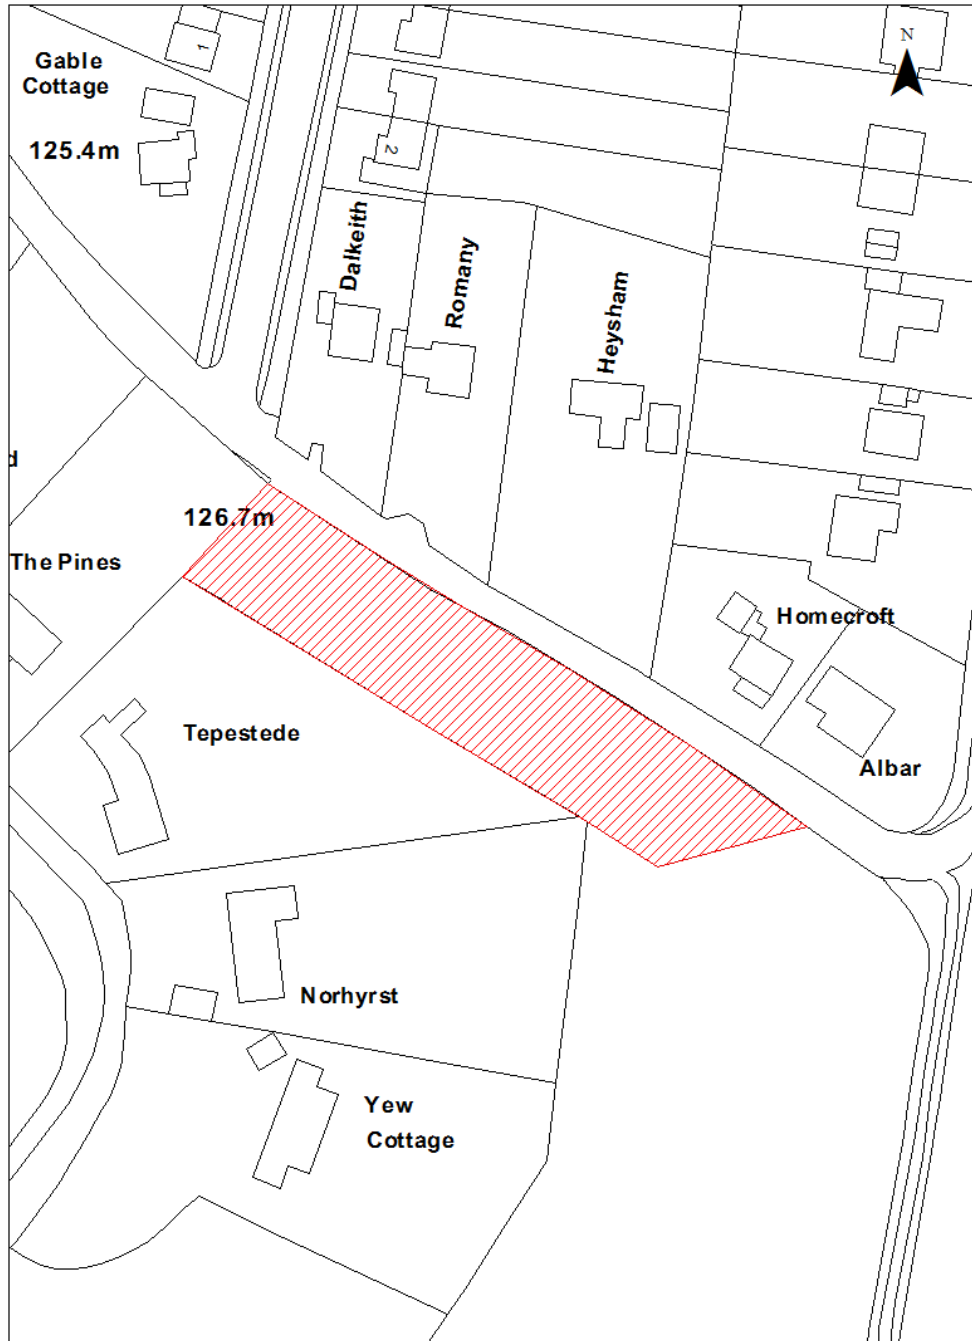 N
1
Gable
Cottage
125.4m
2
Dalkeith
Romany
Heysham
d
126.7m
The Pines
Homecroft
Tepestede
Albar
Norhyrst
Yew
Cottage